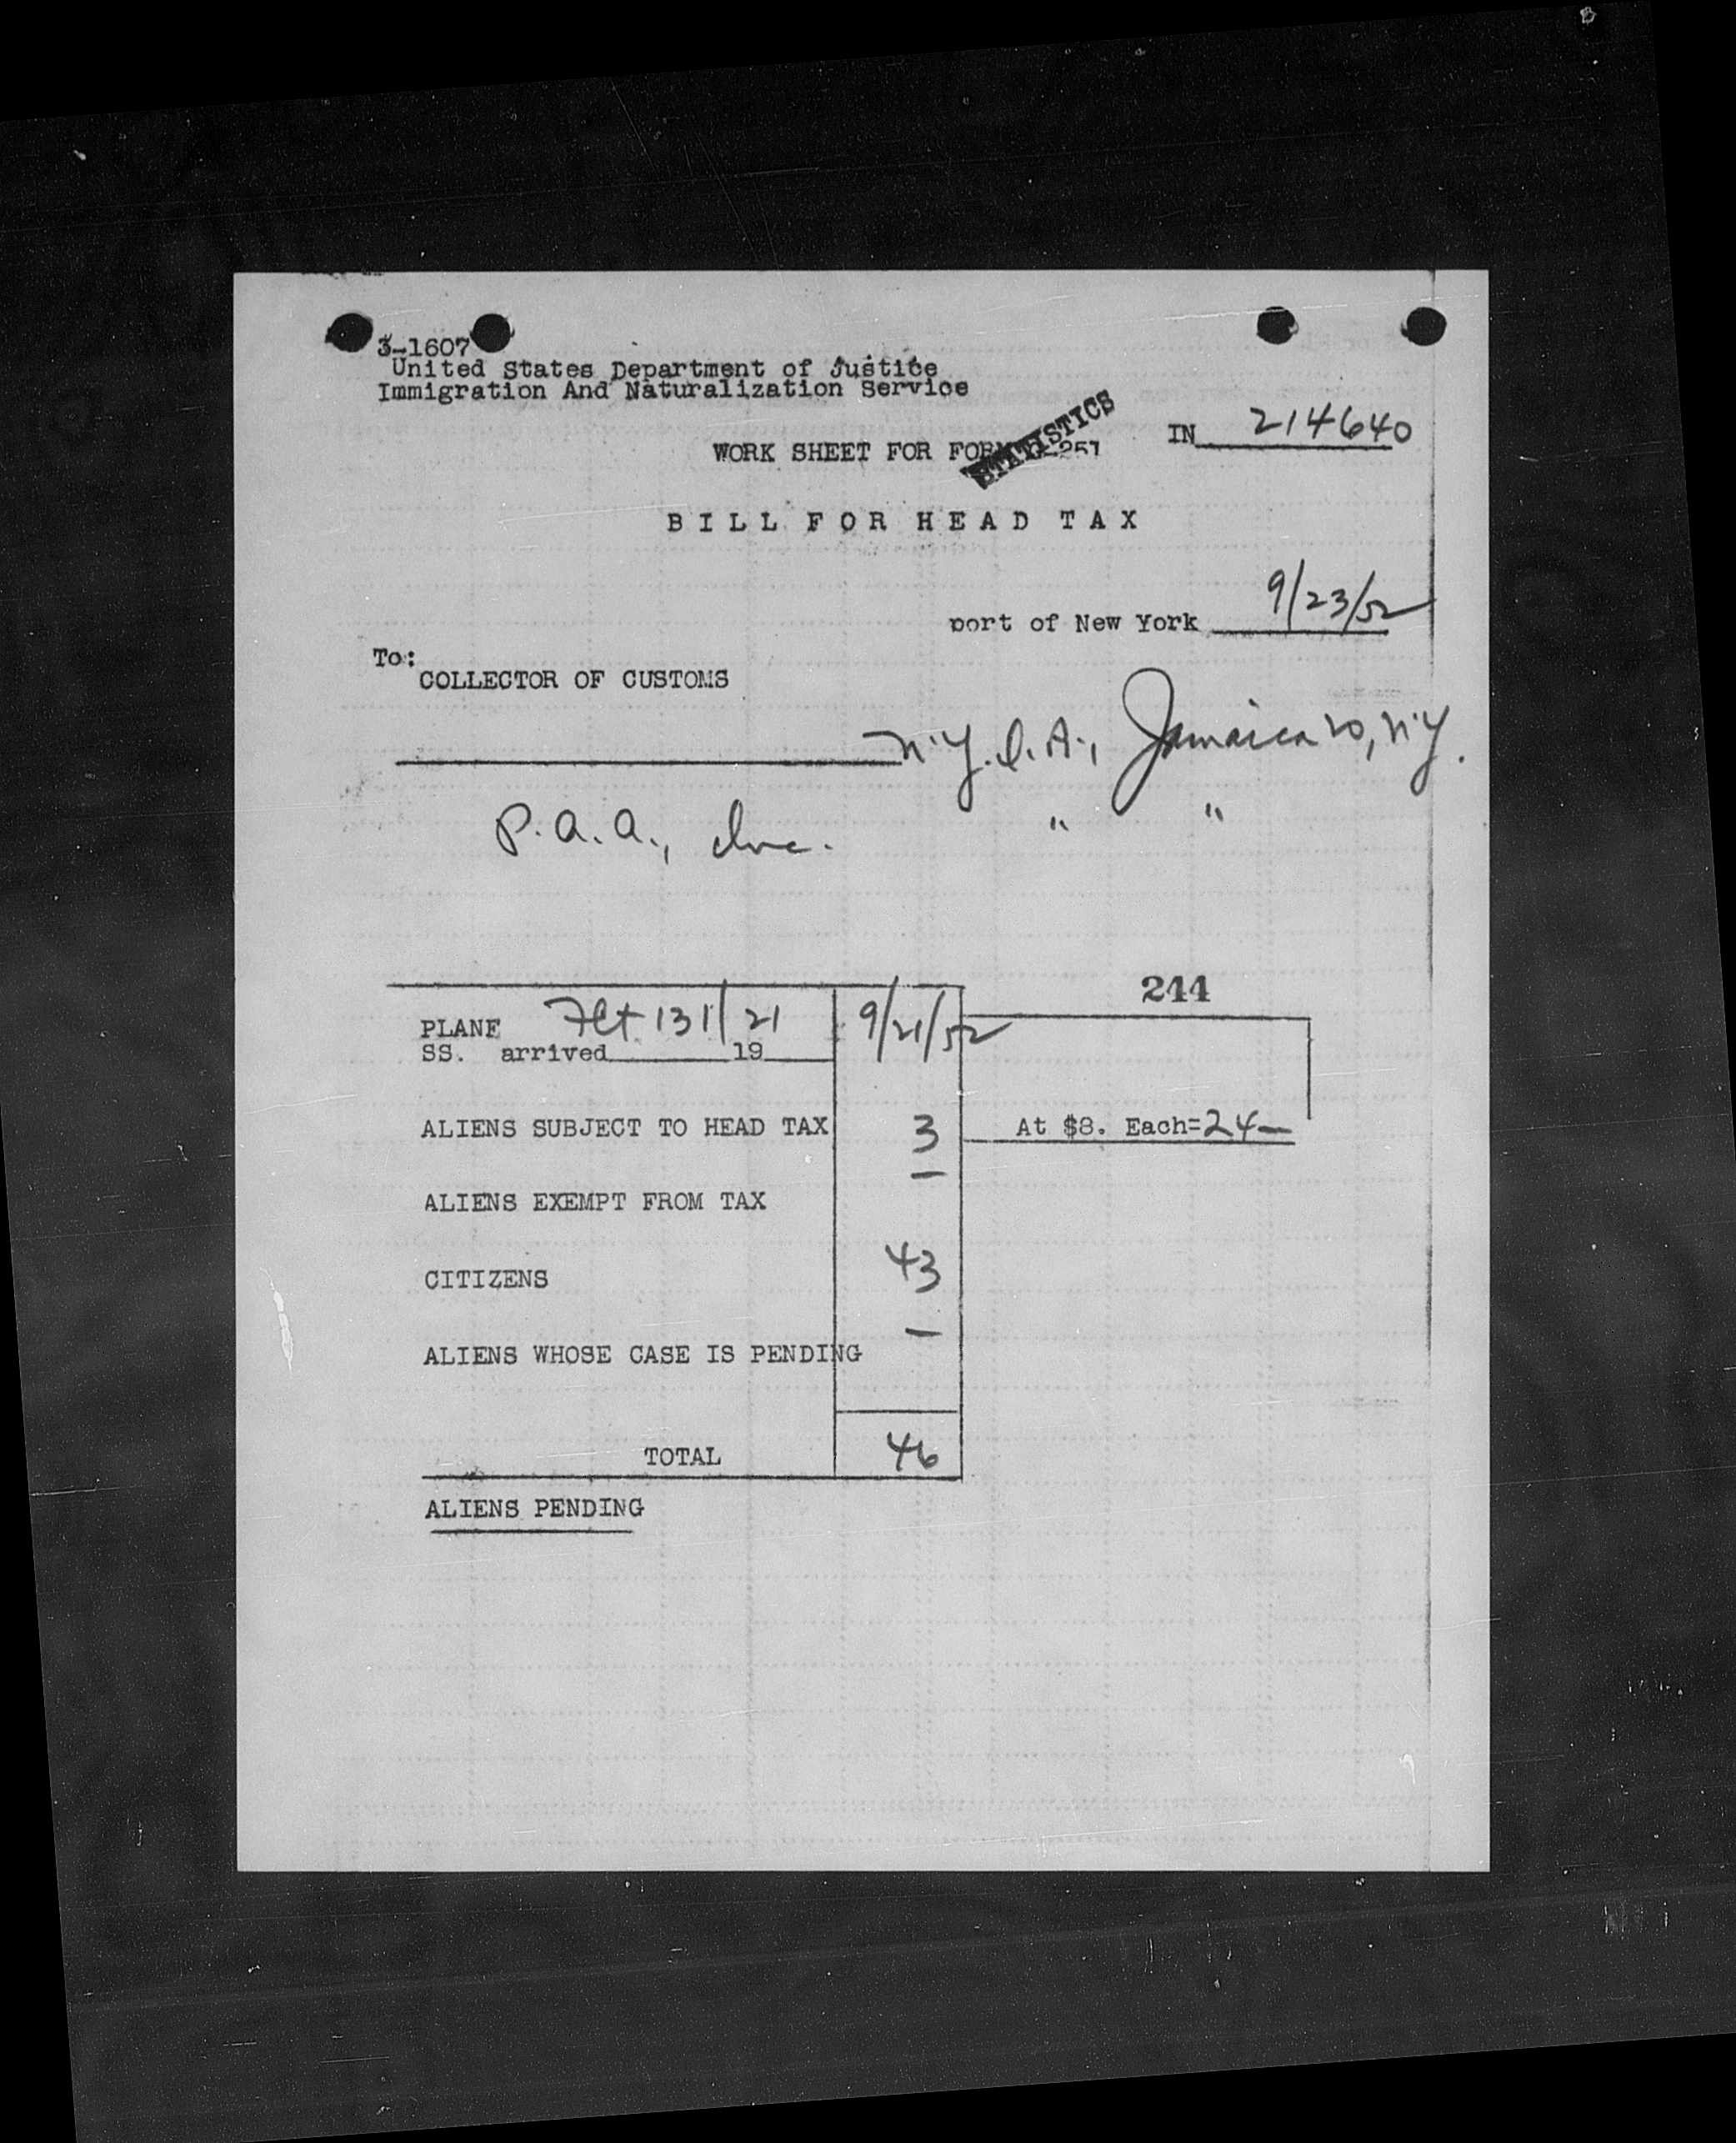 3-1607
United States Department of Justice
Immigration And Naturalization Service
STATISTICS
WORK SHEET FOR FORM 257
IN 214640
BILL FOR HEAD TAX
port of New York 9/23/52
To:
COLLECTOR OF CUSTOMS
N.Y.I.A., Jamaica 20, N.Y.
P.A.A., Inc. " "
244
PLANE Flt 131/21 9/21/52
SS. arrived 19
ALIENS SUBJECT TO HEAD TAX 3 At $8. Each=24—
ALIENS EXEMPT FROM TAX —
CITIZENS 43
ALIENS WHOSE CASE IS PENDING —
TOTAL 46
ALIENS PENDING